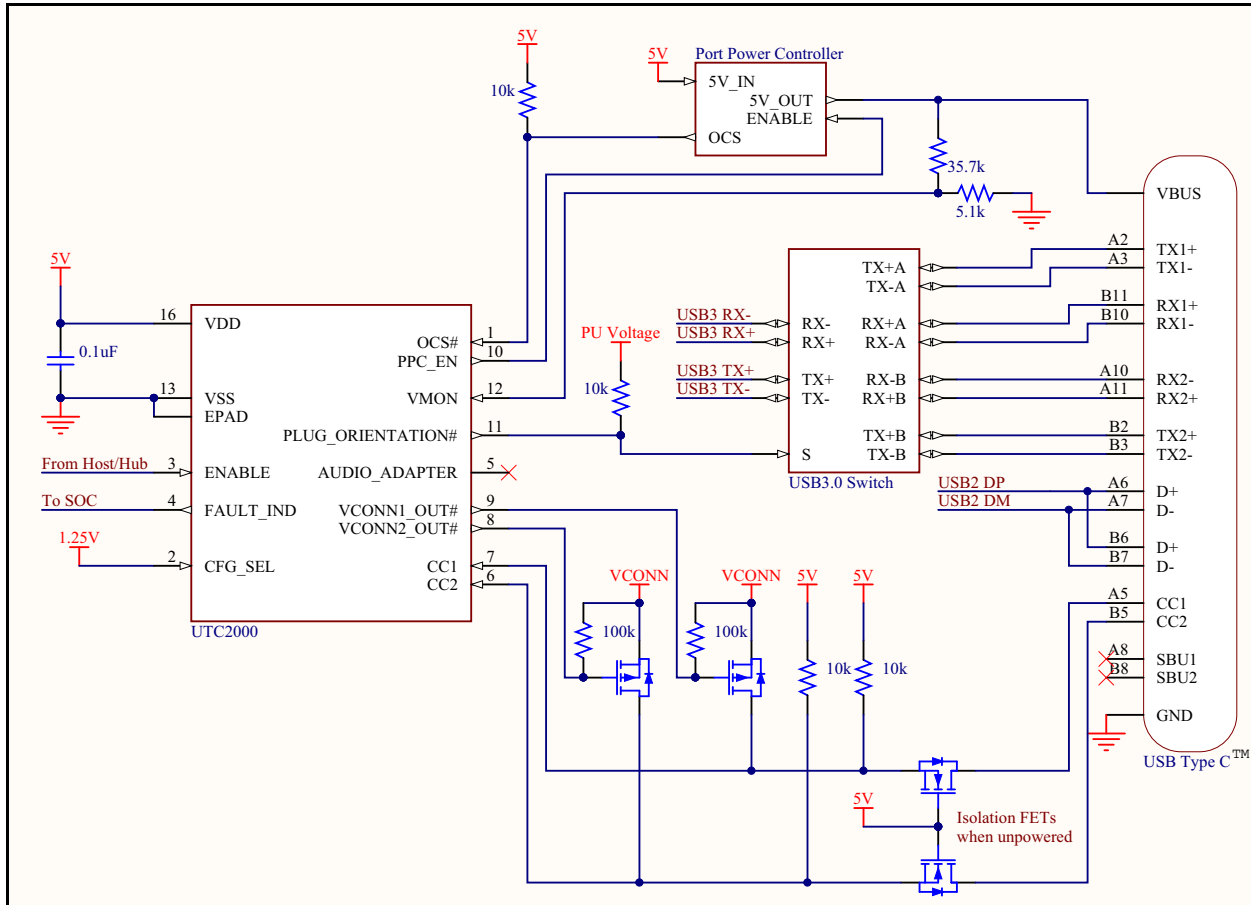 5V
Port Power Controller
5V
10k
5V_IN
5V_OUT
ENABLE
OCS
35.7k
5.1k
VBUS
5V
16
VDD
0.1uF
13
VSS
EPAD
1
OCS#
10
PPC_EN
12
VMON
11
PLUG_ORIENTATION#
From Host/Hub
3
ENABLE
5
AUDIO_ADAPTER
To SOC
4
FAULT_IND
9
VCONN1_OUT#
8
VCONN2_OUT#
1.25V
2
CFG_SEL
7
CC1
6
CC2
UTC2000
PU Voltage
10k
USB3 RX-
USB3 RX+
USB3 TX+
USB3 TX-
RX-
RX+
TX+
TX-
S
TX+A
TX-A
RX+A
RX-A
RX-B
RX+B
TX+B
TX-B
USB3.0 Switch
A2
TX1+
A3
TX1-
B11
RX1+
B10
RX1-
A10
RX2-
A11
RX2+
B2
TX2+
B3
TX2-
USB2 DP
A6
D+
USB2 DM
A7
D-
B6
D+
B7
D-
A5
CC1
B5
CC2
A8
SBU1
B8
SBU2
GND
USB Type C™
VCONN
VCONN
5V
5V
100k
100k
10k
10k
5V
Isolation FETs
when unpowered